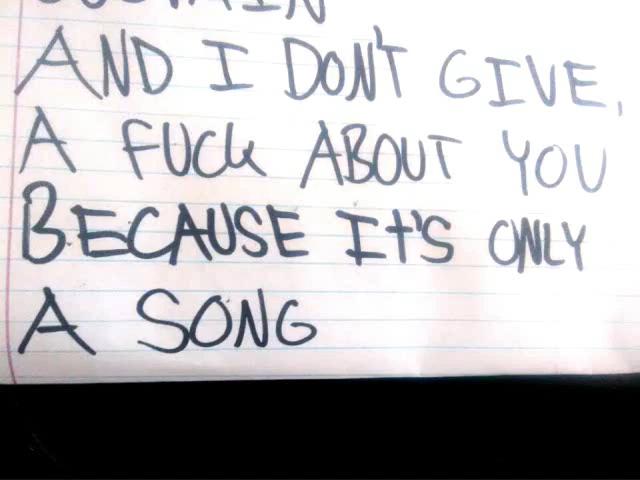 AND I DON'T GIVE,
A FUCK ABOUT YOU
BECAUSE IT'S ONLY
A SONG